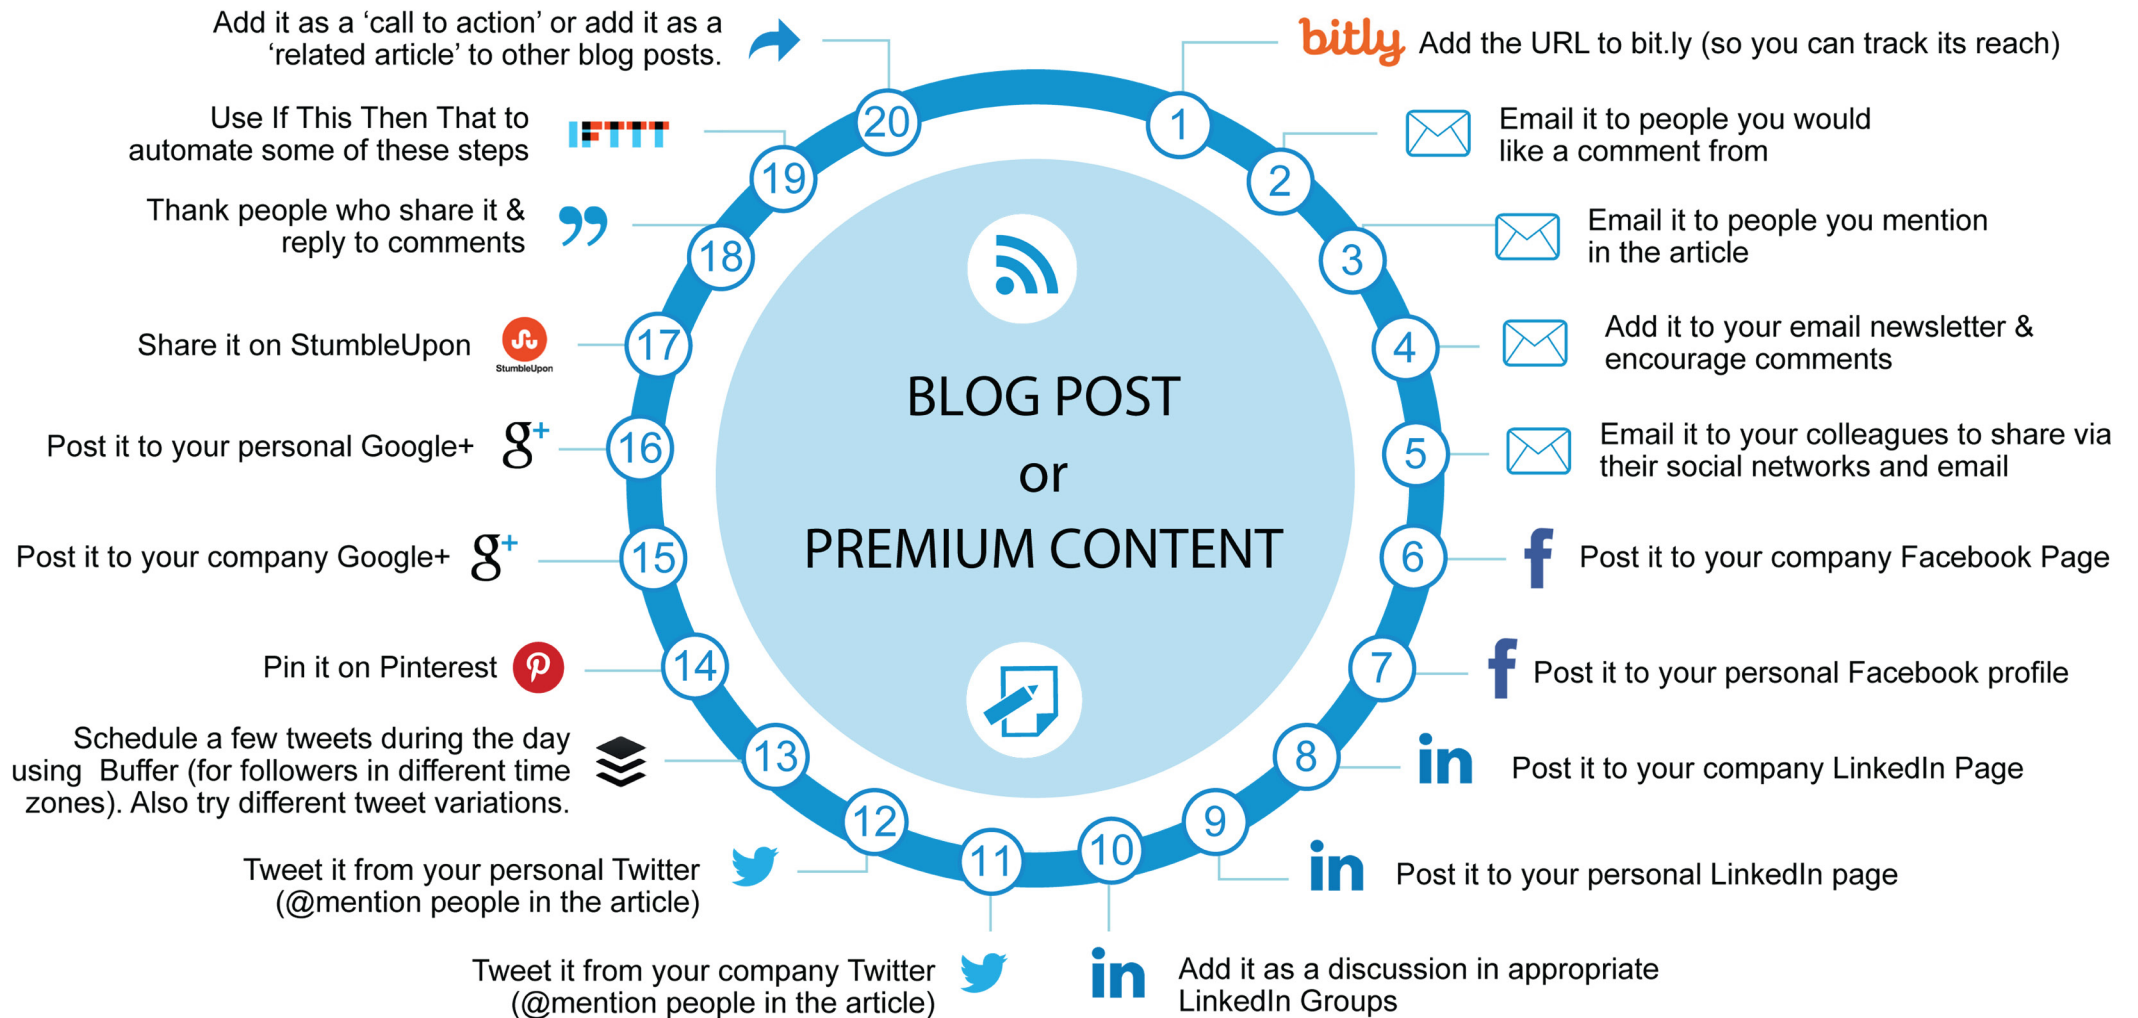 BLOG POST
or
PREMIUM CONTENT
1
bitly
Add the URL to bit.ly (so you can track its reach)
2
Email it to people you would
like a comment from
3
Email it to people you mention
in the article
4
Add it to your email newsletter &
encourage comments
5
Email it to your colleagues to share via
their social networks and email
6
f
Post it to your company Facebook Page
7
f
Post it to your personal Facebook profile
8
in
Post it to your company LinkedIn Page
9
in
Post it to your personal LinkedIn page
10
in
Add it as a discussion in appropriate
LinkedIn Groups
11
Tweet it from your company Twitter
(@mention people in the article)
12
Tweet it from your personal Twitter
(@mention people in the article)
13
Schedule a few tweets during the day
using  Buffer (for followers in different time
zones). Also try different tweet variations.
14
Pin it on Pinterest
15
Post it to your company Google+
g+
16
Post it to your personal Google+
g+
17
Share it on StumbleUpon
StumbleUpon
18
Thank people who share it &
reply to comments
19
Use If This Then That to
automate some of these steps
IFTTT
20
Add it as a ‘call to action’ or add it as a
‘related article’ to other blog posts.